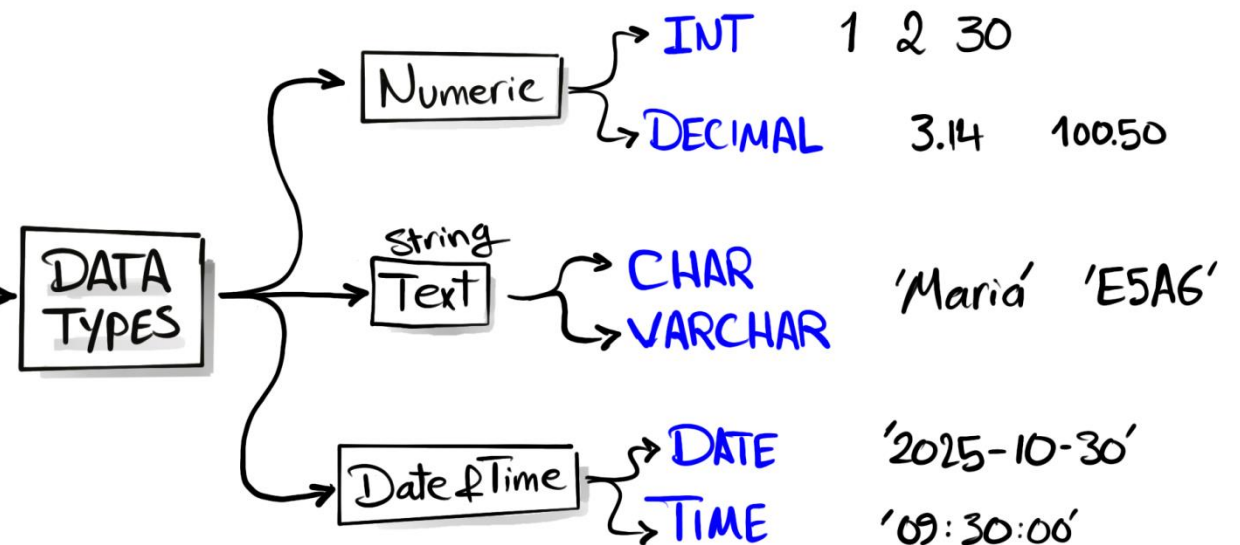 INT 1 2 30
Numeric
DECIMAL 3.14 100.50
DATA
TYPES
String
Text
CHAR
VARCHAR
'Maria' 'E5A6'
Date & Time
DATE '2025-10-30'
TIME '09:30:00'